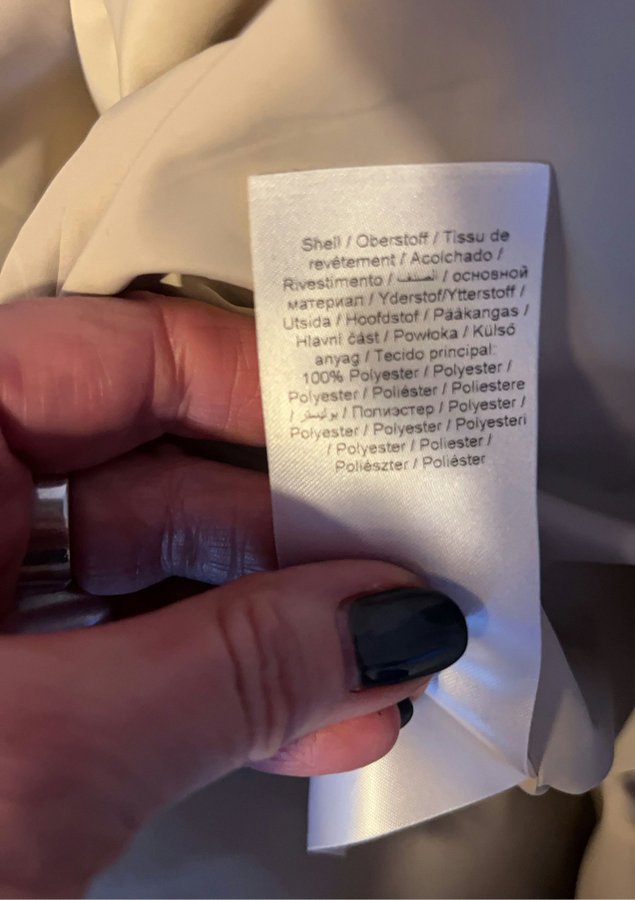 Shell / Oberstoff / Tissu de
revêtement / Acolchado /
Rivestimento / الصنف / основной
материал / Yderstof/Ytterstoff /
Utsida / Hoofdstof / Pääkangas /
Hlavní část / Powłoka / Külső
anyag / Tecido principal:
100% Polyester / Polyester /
Polyester / Poliéster / Poliestere
/ بوليستر / Полиэстер / Polyester /
Polyester / Polyester / Polyesteri
/ Polyester / Poliester /
Poliészter / Poliéster